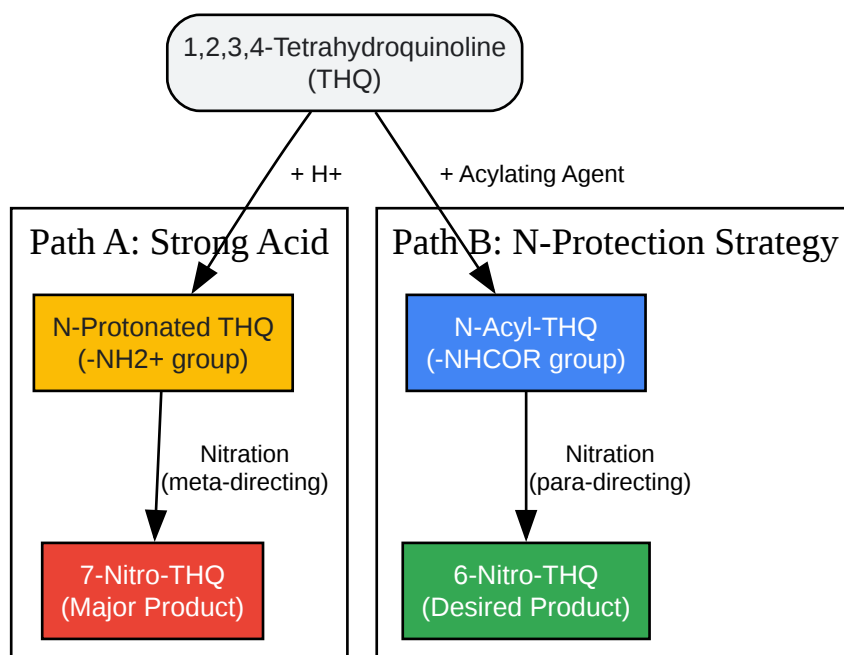 1,2,3,4-Tetrahydroquinoline
(THQ)
+ H+
+ Acylating Agent
Path A: Strong Acid
Path B: N-Protection Strategy
N-Protonated THQ
(-NH2+ group)
N-Acyl-THQ
(-NHCOR group)
Nitration
(meta-directing)
Nitration
(para-directing)
7-Nitro-THQ
(Major Product)
6-Nitro-THQ
(Desired Product)